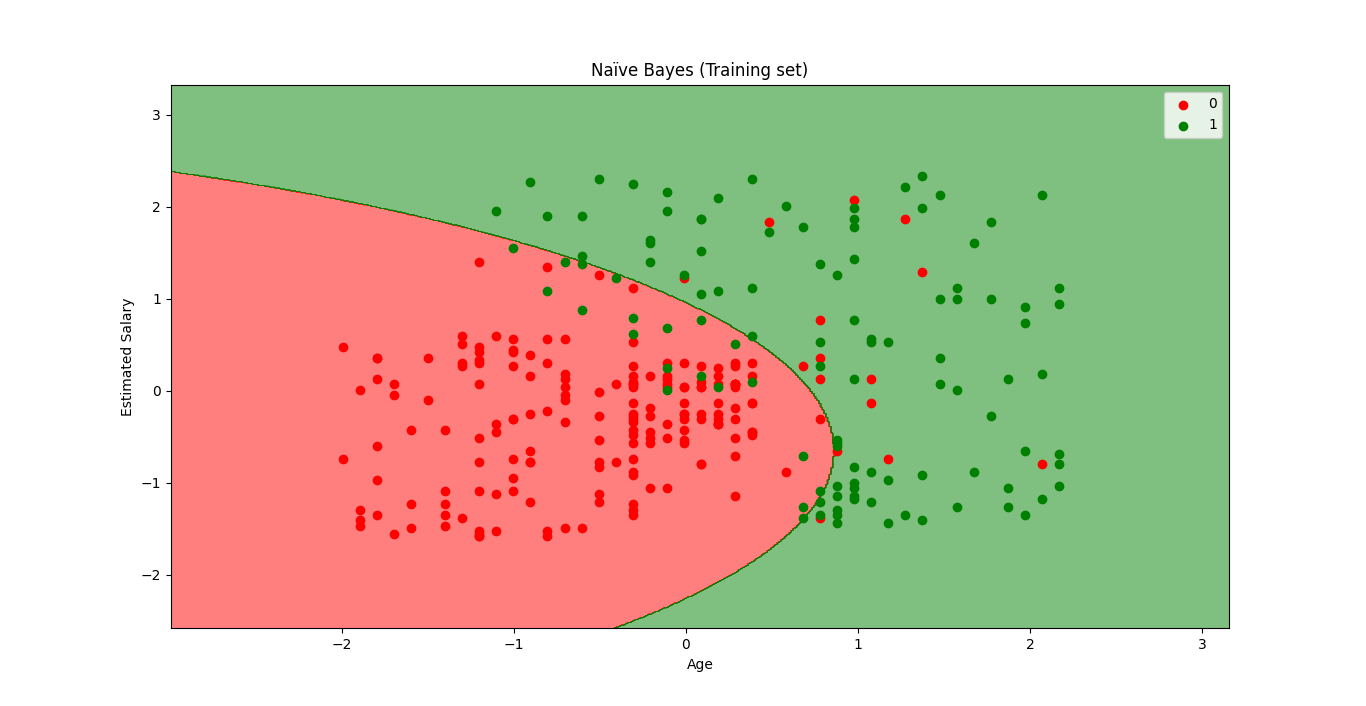 Naïve Bayes (Training set)
0
1
3
2
1
0
−1
−2
Estimated Salary
−2 −1 0 1 2 3
Age